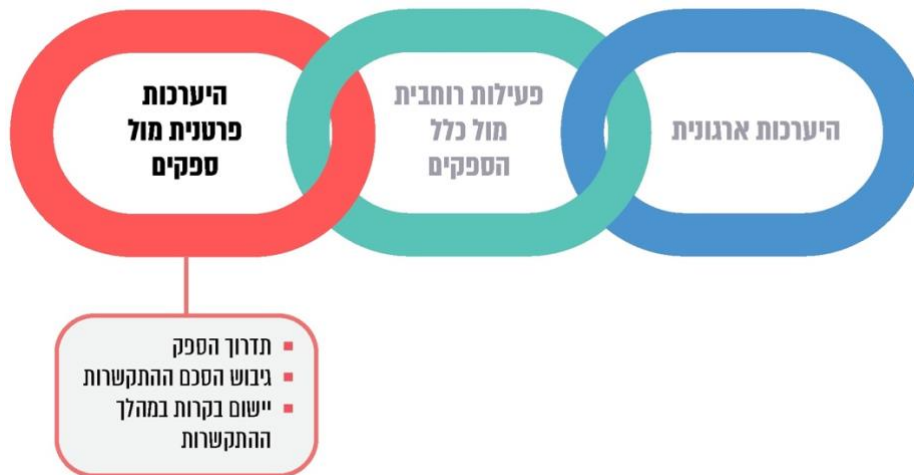 היערכות ארגונית
פעילות רוחבית
מול כלל
הספקים
היערכות
פרטנית מול
ספקים
▪ תדרוך הספק
▪ גיבוש הסכם ההתקשרות
▪ יישום בקרות במהלך
ההתקשרות